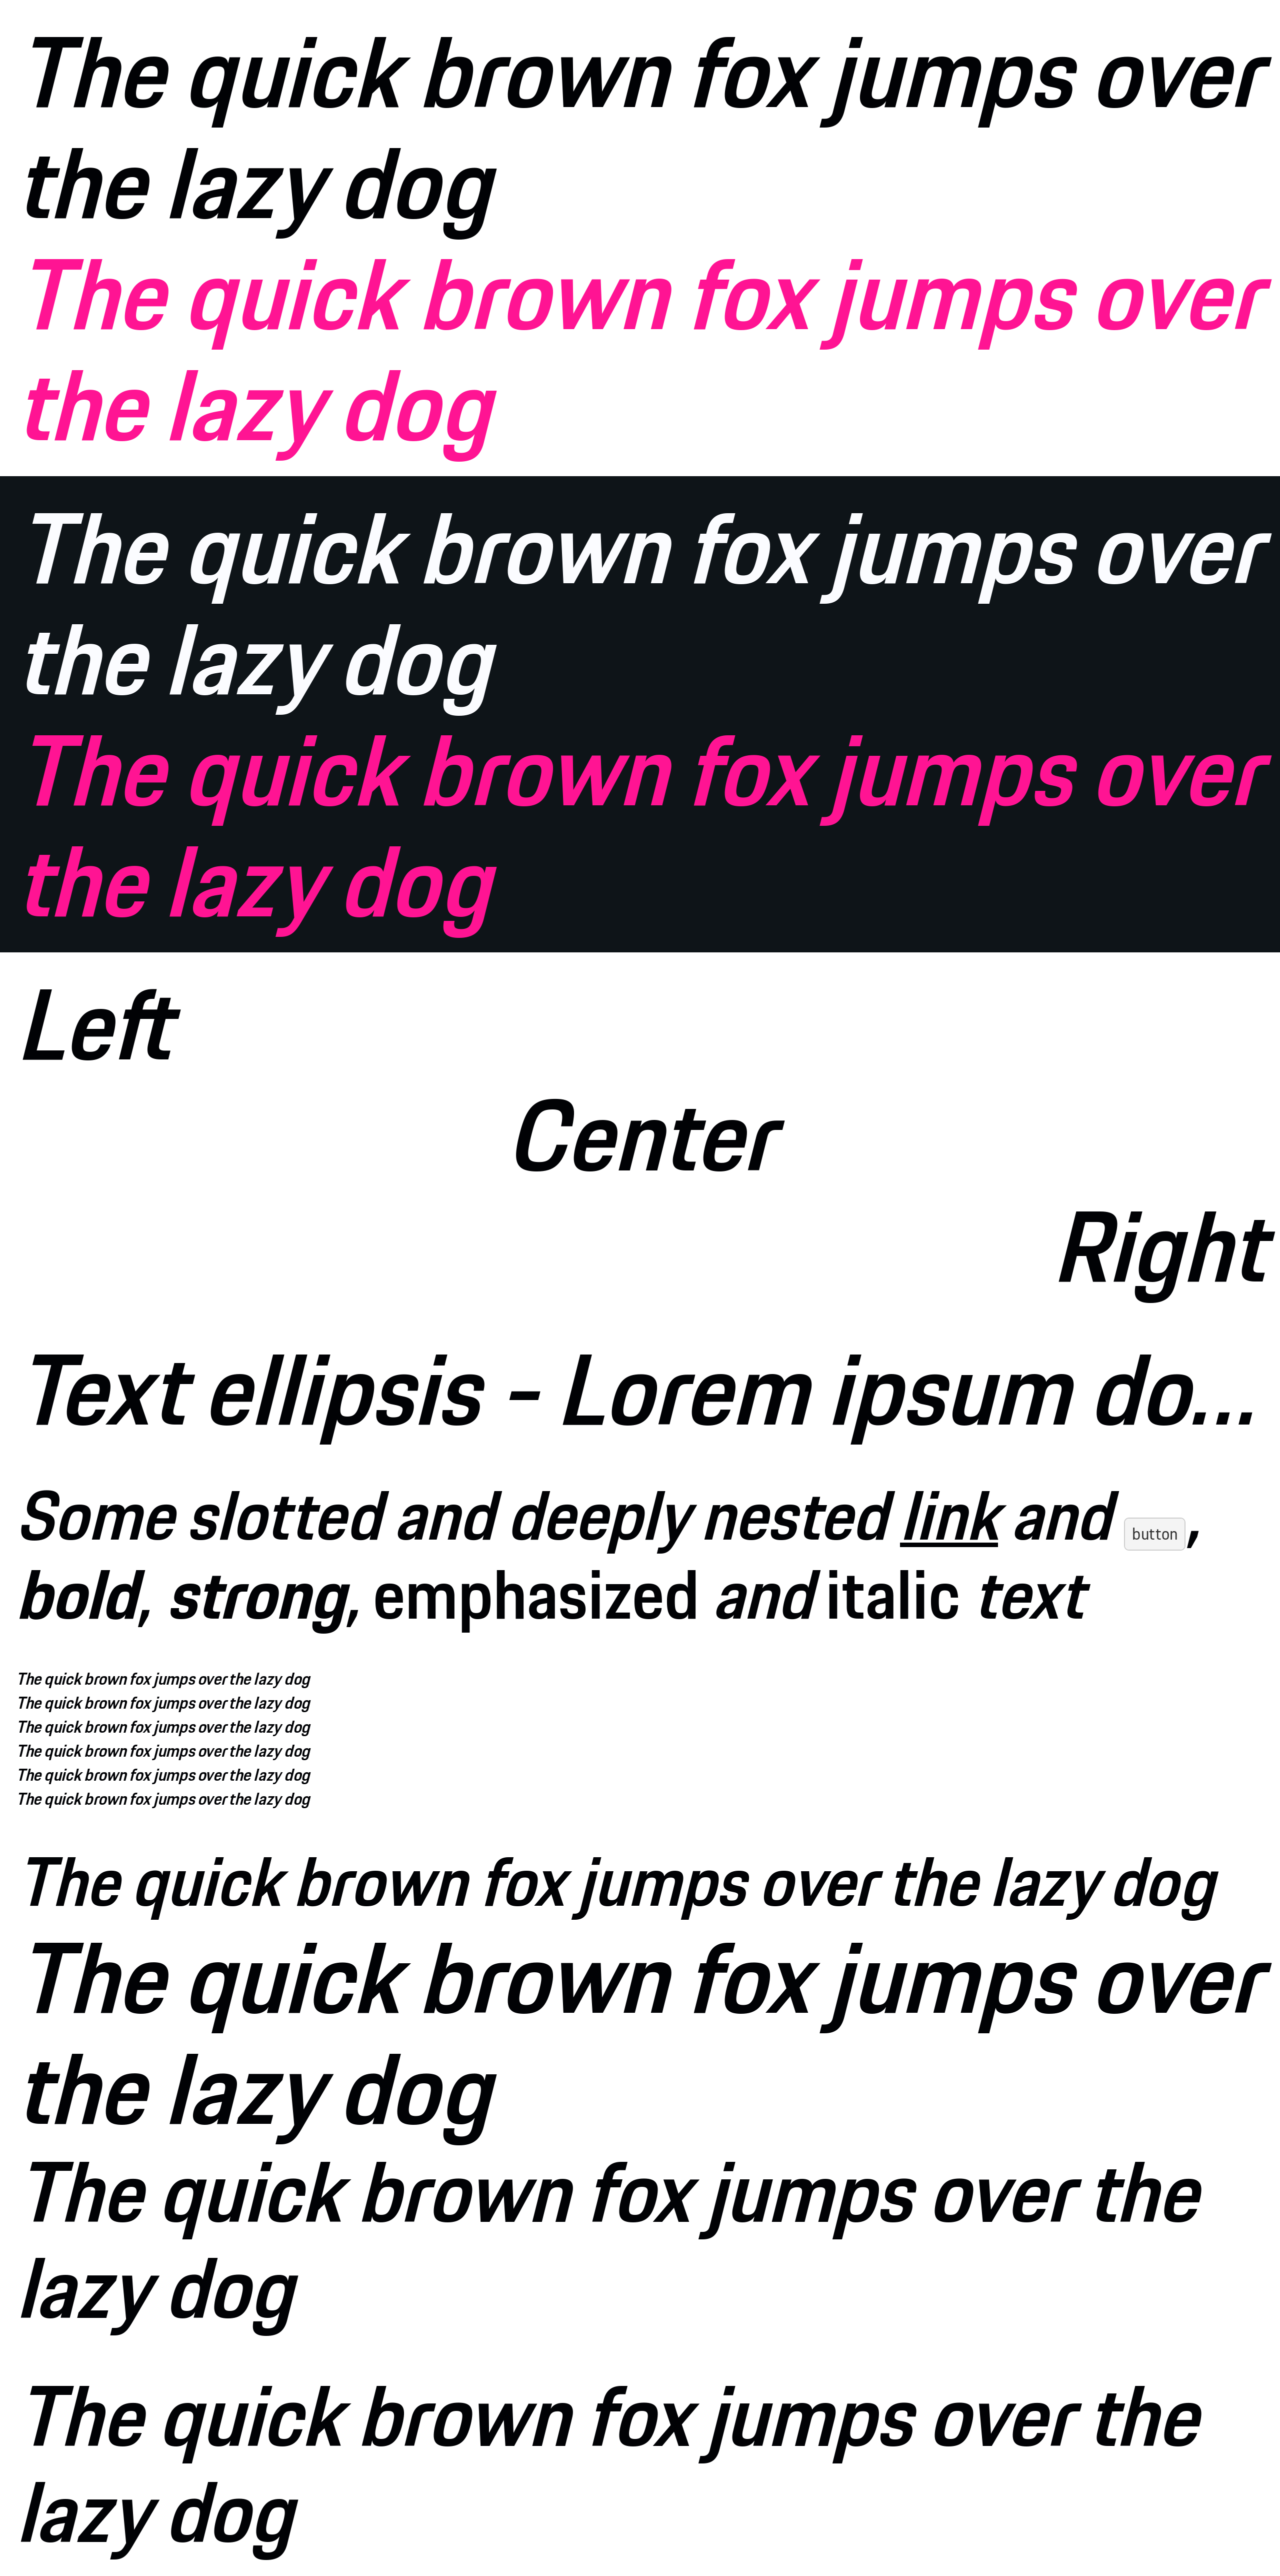 The quick brown fox jumps over
the lazy dog
The quick brown fox jumps over
the lazy dog
The quick brown fox jumps over
the lazy dog
The quick brown fox jumps over
the lazy dog
Left
Center
Right
Text ellipsis - Lorem ipsum do...
Some slotted and deeply nested link and button,
bold, strong, emphasized and italic text
The quick brown fox jumps over the lazy dog
The quick brown fox jumps over the lazy dog
The quick brown fox jumps over the lazy dog
The quick brown fox jumps over the lazy dog
The quick brown fox jumps over the lazy dog
The quick brown fox jumps over the lazy dog
The quick brown fox jumps over the lazy dog
The quick brown fox jumps over
the lazy dog
The quick brown fox jumps over the
lazy dog
The quick brown fox jumps over the
lazy dog